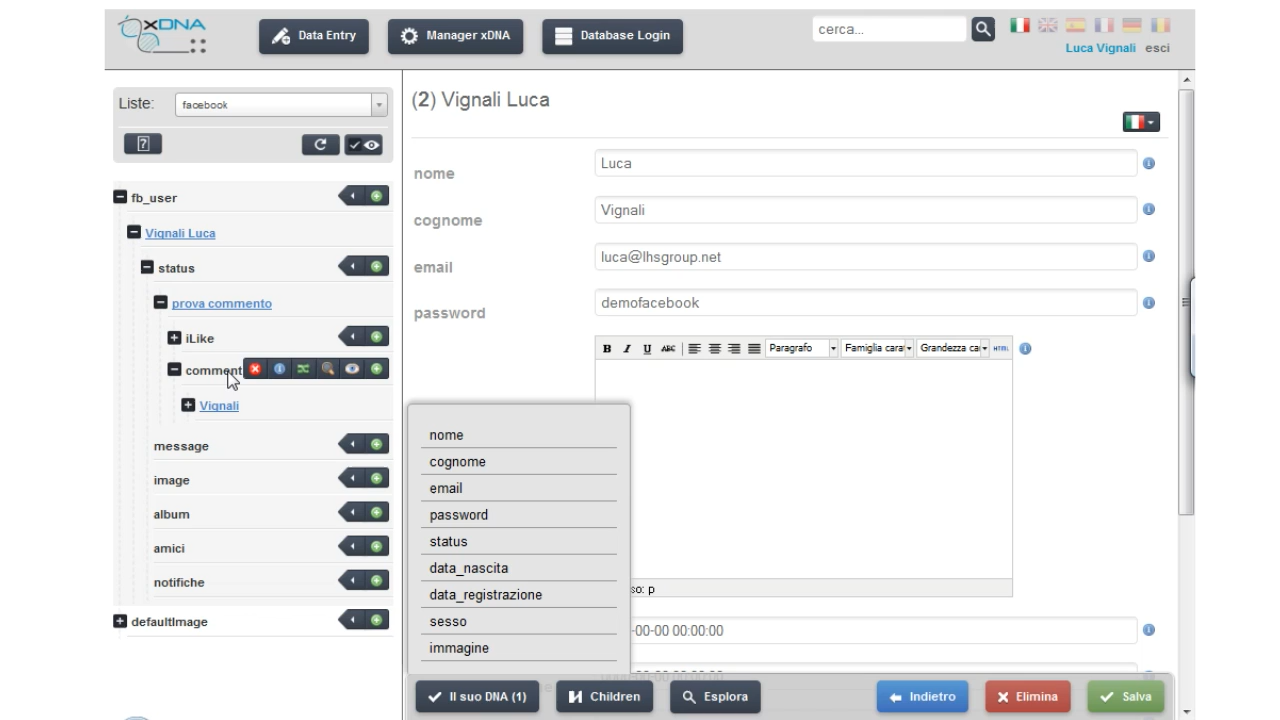 xDNA
Data Entry
Manager xDNA
Database Login
cerca...
Luca Vignali esci
Liste: facebook
(2) Vignali Luca
fb_user
Vignali Luca
status
prova commento
iLike
comment
Vignali
message
image
album
amici
notifiche
defaultImage
nome Luca
cognome Vignali
email luca@lhsgroup.net
password demofacebook
B I U ABC Paragrafo Famiglia carat Grandezza ca HTML
nome
cognome
email
password
status
data_nascita
data_registrazione
sesso
immagine
so: p
-00-00 00:00:00
Il suo DNA (1)
Children
Esplora
Indietro
Elimina
Salva